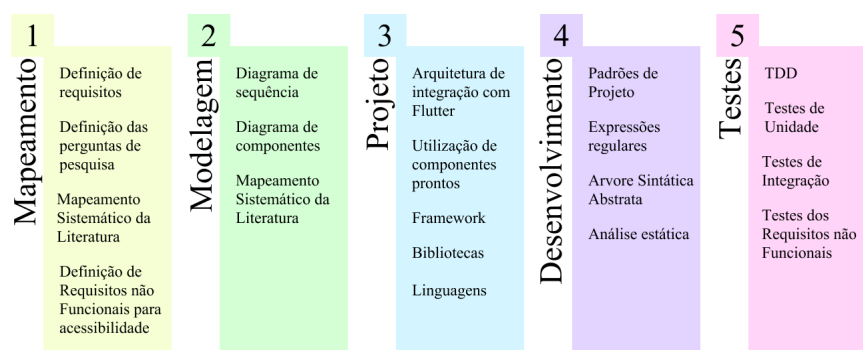 1
Mapeamento
Definição de
requisitos
Definição das
perguntas de
pesquisa
Mapeamento
Sistemático da
Literatura
Definição de
Requisitos não
Funcionais para
acessibilidade
2
Modelagem
Diagrama de
sequência
Diagrama de
componentes
Mapeamento
Sistemático da
Literatura
3
Projeto
Arquitetura de
integração com
Flutter
Utilização de
componentes
prontos
Framework
Bibliotecas
Linguagens
4
Desenvolvimento
Padrões de
Projeto
Expressões
regulares
Arvore Sintática
Abstrata
Análise estática
5
Testes
TDD
Testes de
Unidade
Testes de
Integração
Testes dos
Requisitos não
Funcionais